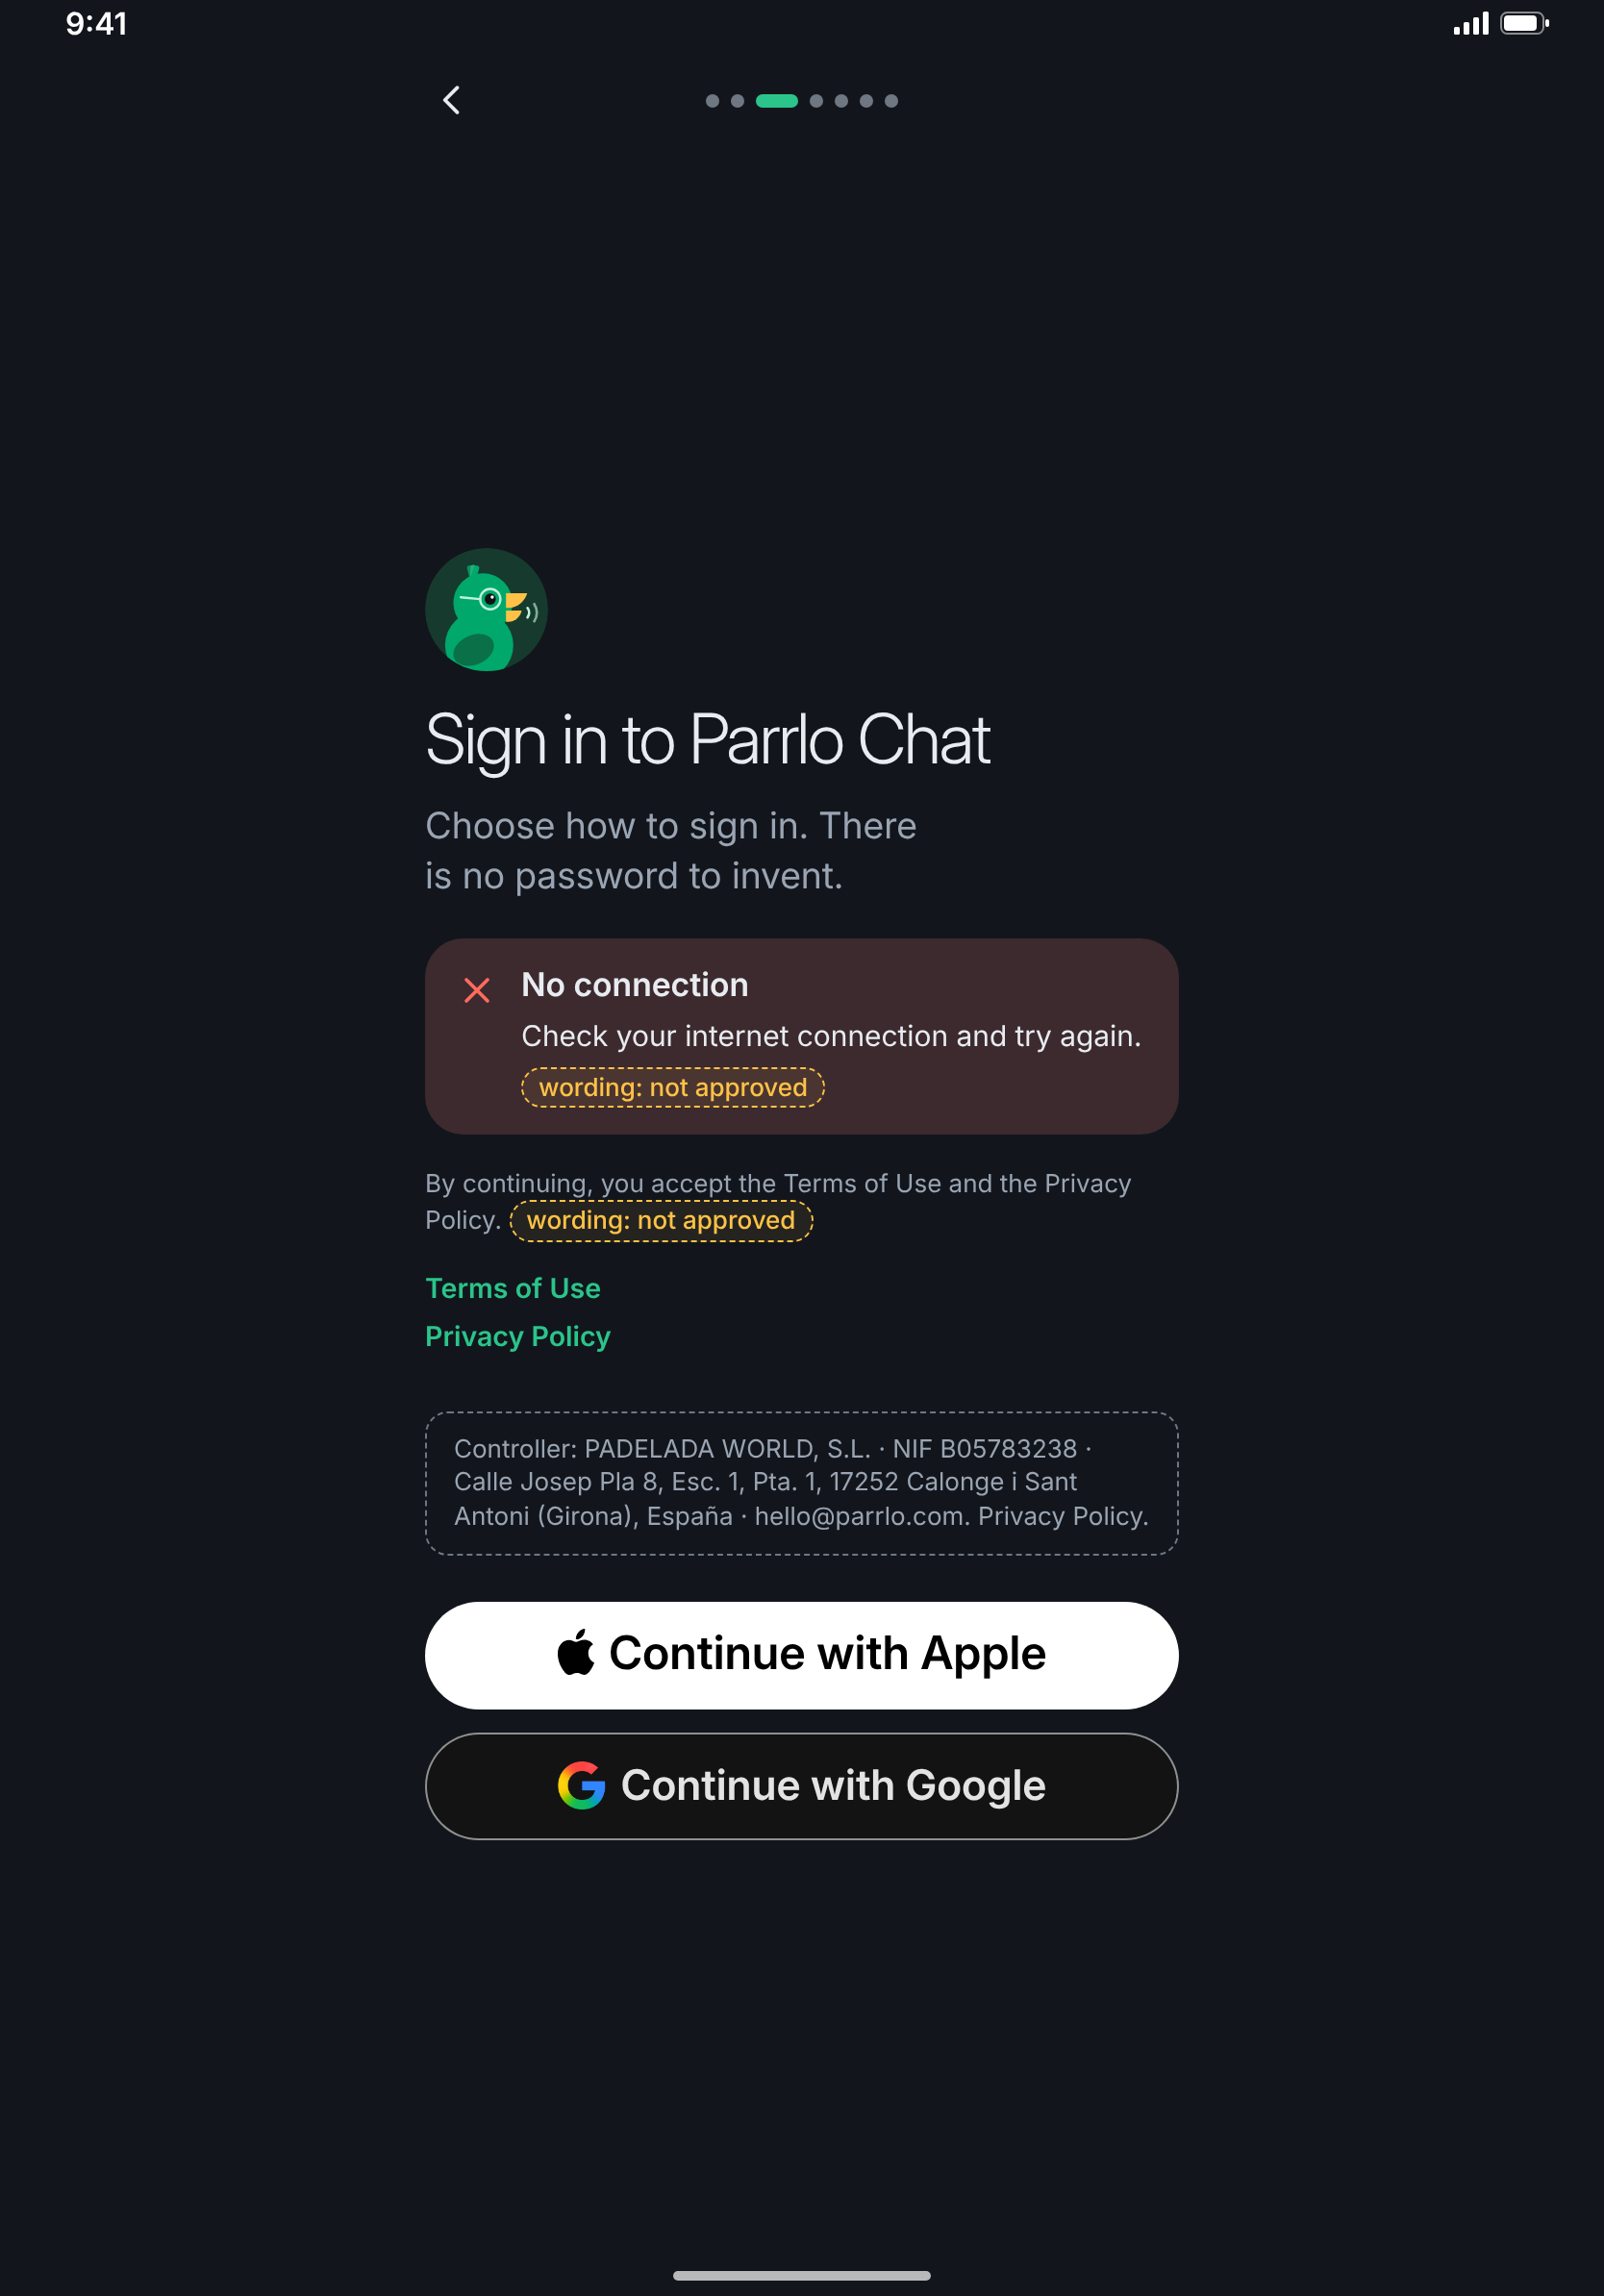 9:41
Sign in to Parrlo Chat
Choose how to sign in. There
is no password to invent.
No connection
Check your internet connection and try again.
wording: not approved
By continuing, you accept the Terms of Use and the Privacy
Policy. wording: not approved
Terms of Use
Privacy Policy
Controller: PADELADA WORLD, S.L. · NIF B05783238 ·
Calle Josep Pla 8, Esc. 1, Pta. 1, 17252 Calonge i Sant
Antoni (Girona), España · hello@parrlo.com. Privacy Policy.
Continue with Apple
Continue with Google